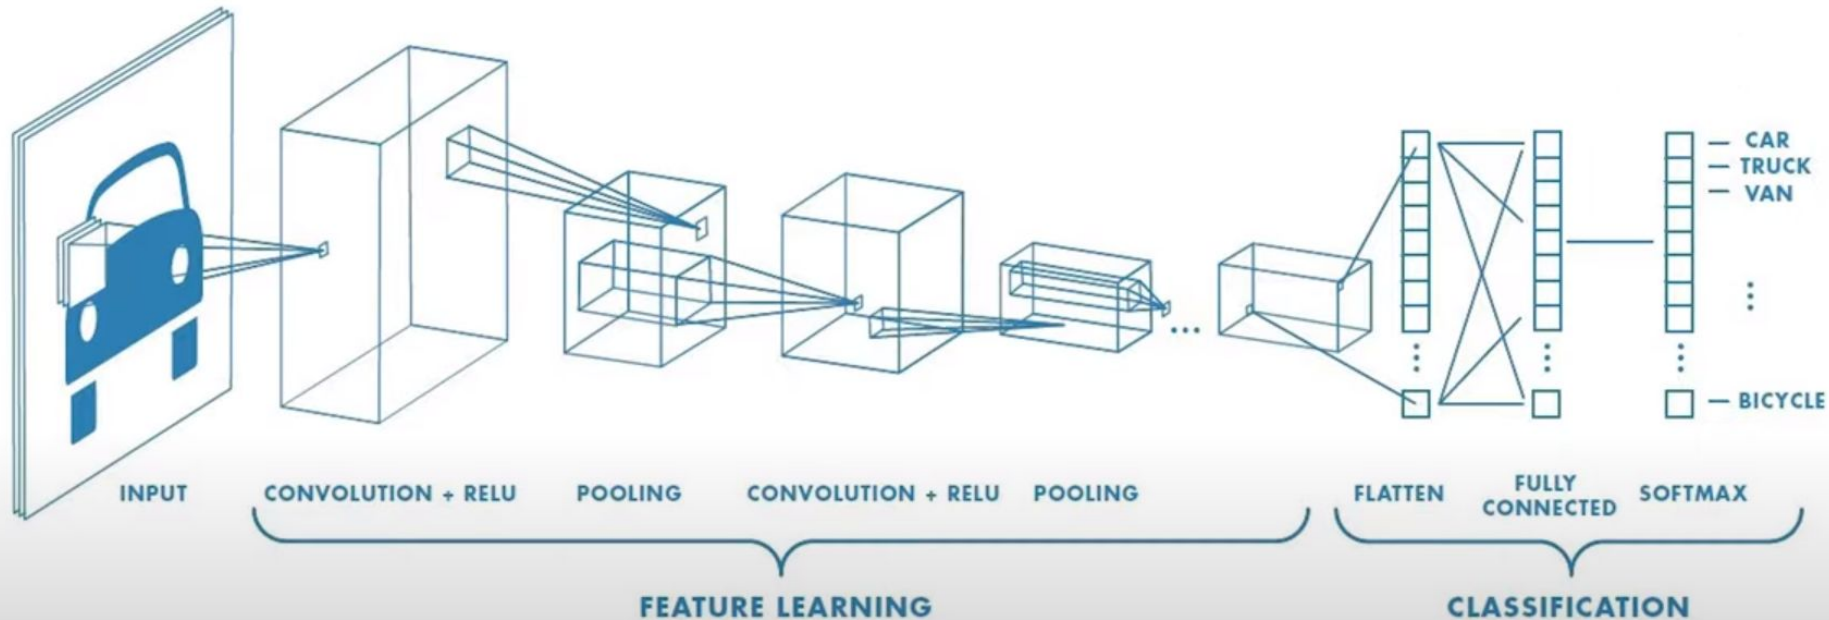 CAR
TRUCK
VAN
BICYCLE
INPUT
CONVOLUTION + RELU
POOLING
CONVOLUTION + RELU
POOLING
FLATTEN
FULLY
CONNECTED
SOFTMAX
FEATURE LEARNING
CLASSIFICATION